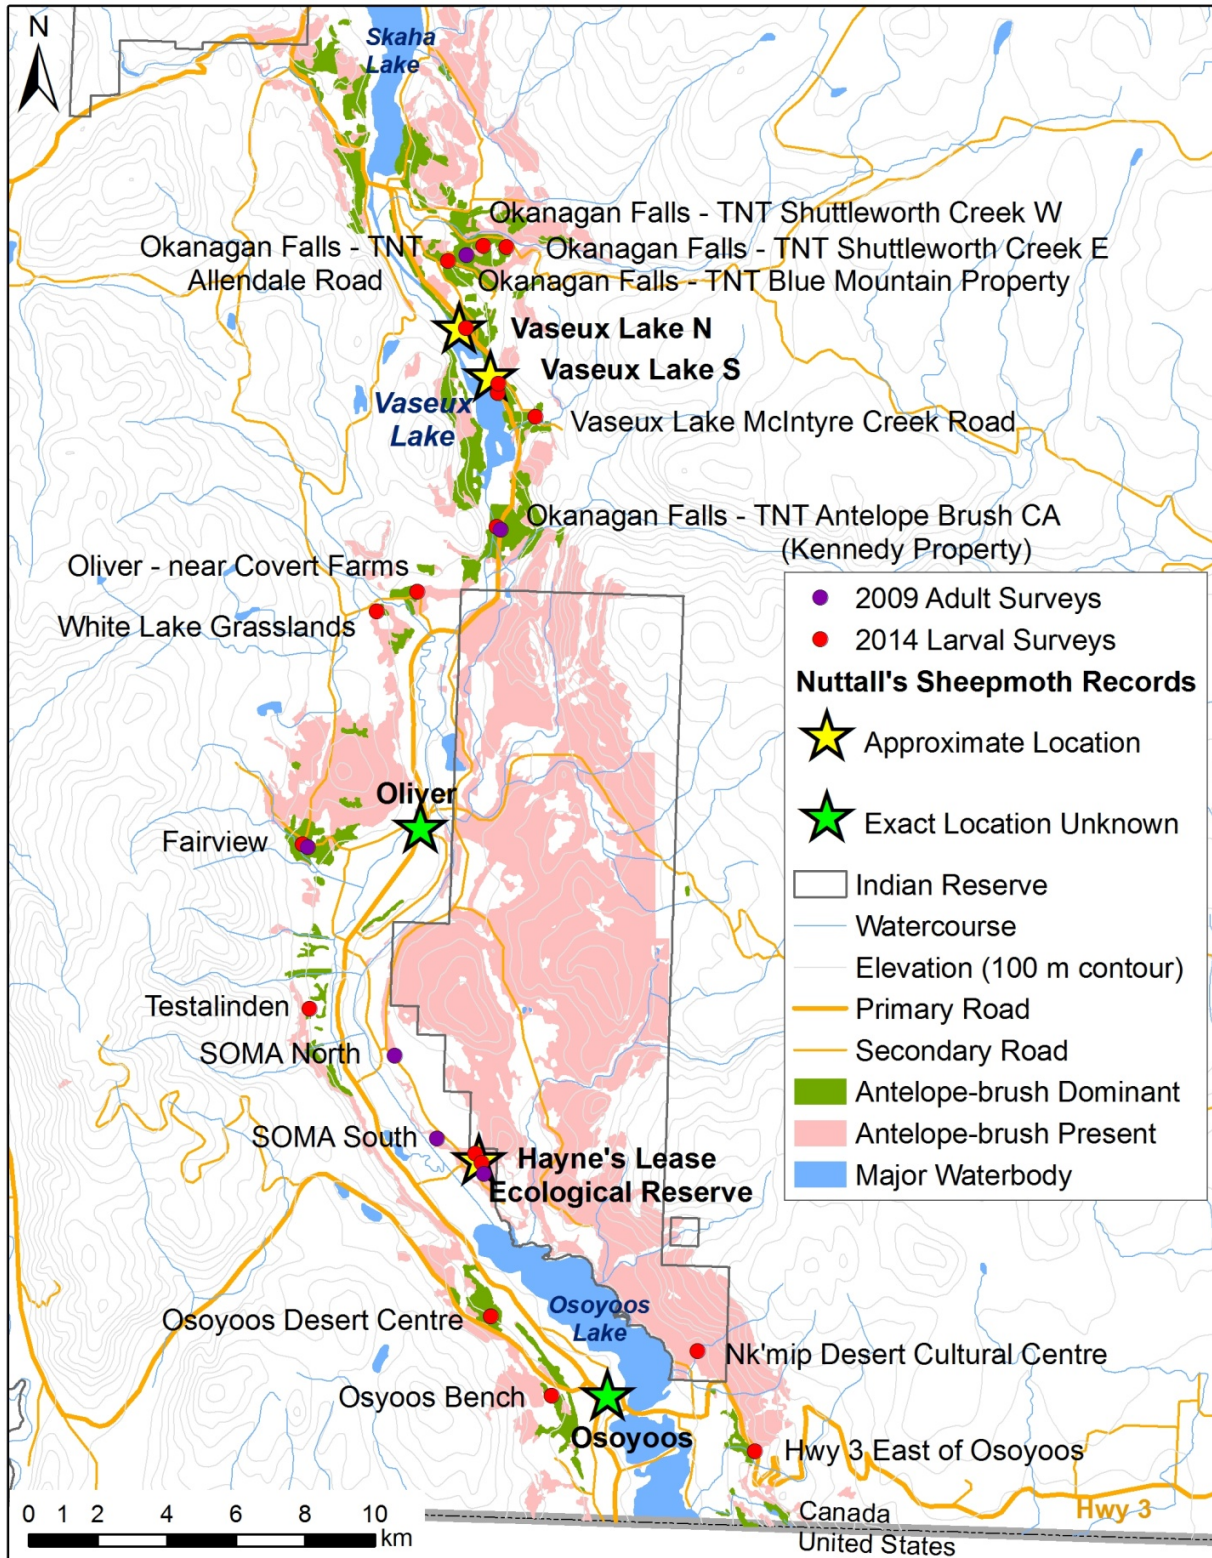 N
Skaha
Lake
Okanagan Falls - TNT Shuttleworth Creek W
Okanagan Falls - TNT
Allendale Road
Okanagan Falls - TNT Shuttleworth Creek E
Okanagan Falls - TNT Blue Mountain Property
Vaseux Lake N
Vaseux Lake S
Vaseux
Lake
Vaseux Lake McIntyre Creek Road
Okanagan Falls - TNT Antelope Brush CA
(Kennedy Property)
Oliver - near Covert Farms
White Lake Grasslands
2009 Adult Surveys
2014 Larval Surveys
Nuttall's Sheepmoth Records
Approximate Location
Exact Location Unknown
Indian Reserve
Watercourse
Elevation (100 m contour)
Primary Road
Secondary Road
Antelope-brush Dominant
Antelope-brush Present
Major Waterbody
Oliver
Fairview
Testalinden
SOMA North
SOMA South
Hayne's Lease
Ecological Reserve
Osoyoos Desert Centre
Osoyoos
Lake
Nk'mip Desert Cultural Centre
Osyoos Bench
Osoyoos
Hwy 3 East of Osoyoos
Hwy 3
Canada
United States
0 1 2 4 6 8 10
km